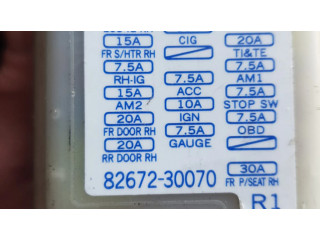 15A CIG 20A
FR S/HTR RH TI&TE
7.5A 7.5A
RH-IG 7.5A AM1
15A ACC 7.5A
AM2 10A STOP SW
20A IGN 7.5A
FR DOOR RH 7.5A OBD
20A GAUGE
RR DOOR RH
82672-30070 30A
FR P/SEAT RH
R1